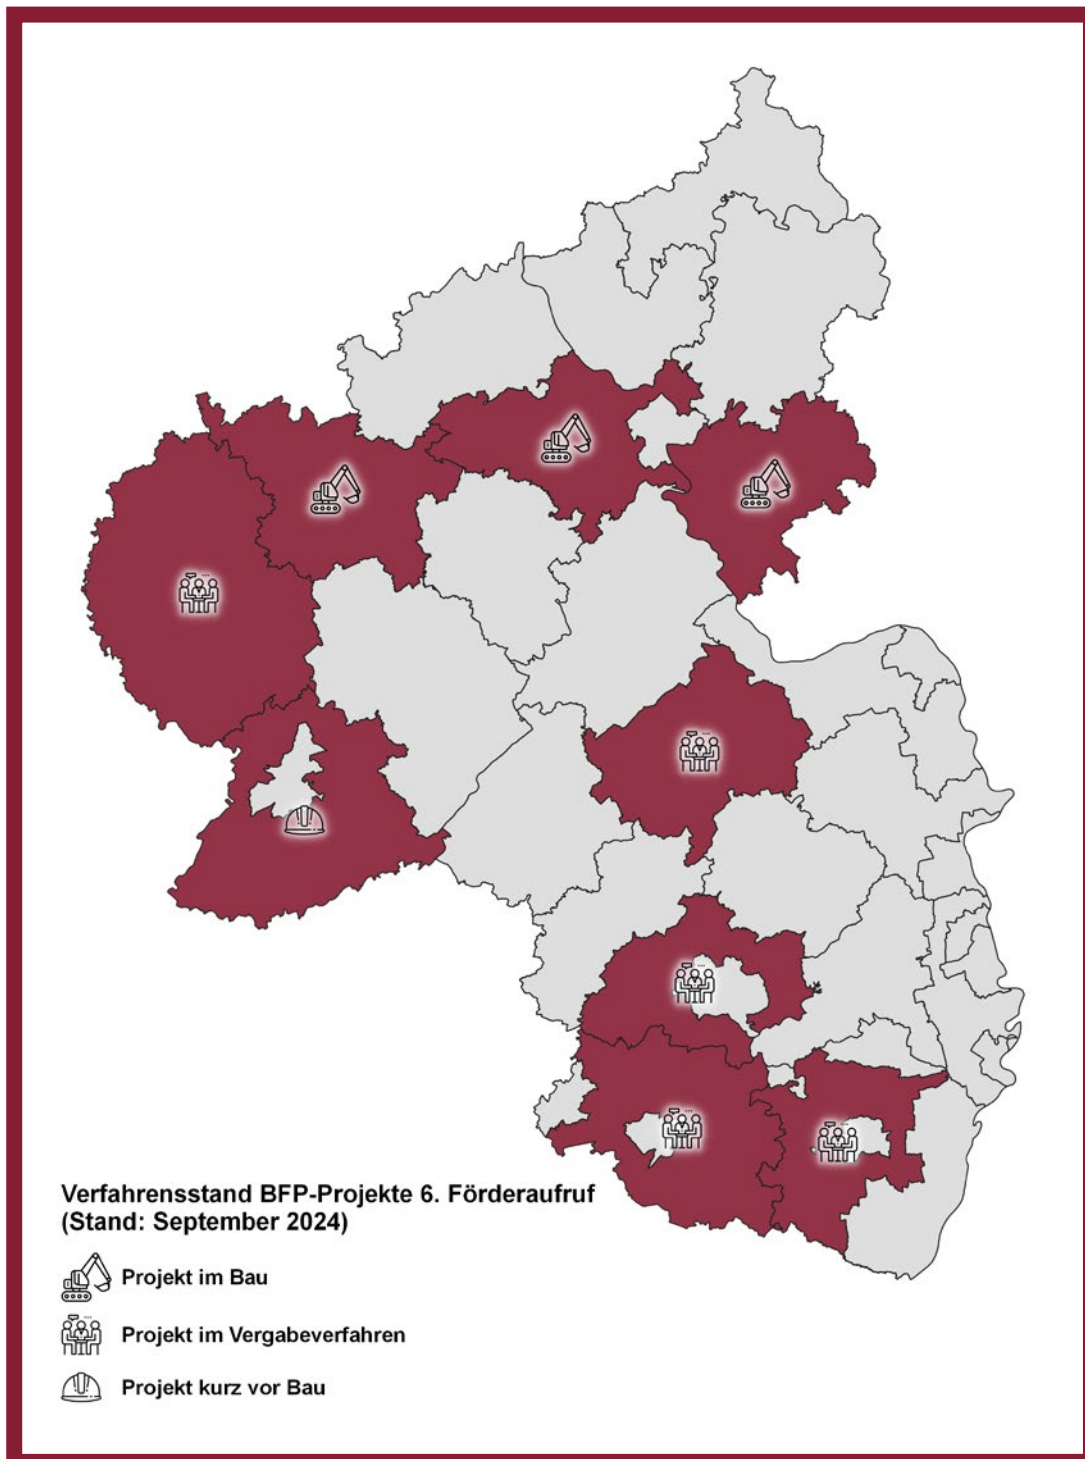 Verfahrensstand BFP-Projekte 6. Förderaufruf
(Stand: September 2024)
Projekt im Bau
Projekt im Vergabeverfahren
Projekt kurz vor Bau